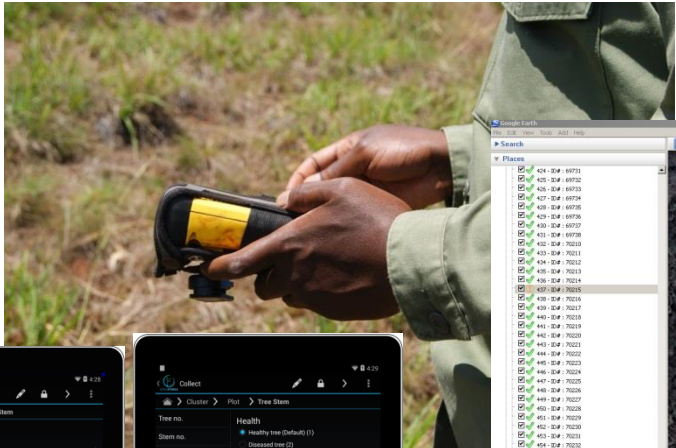 4:28
Stem
4:29
Collect
Cluster > Plot > Tree Stem
Tree no.
Stem no.
Health
Healthy tree (Default) (1)
Diseased tree (2)
Google Earth
File Edit View Tools Add Help
Search
Places
424 - ID# : 69731
425 - ID# : 69732
426 - ID# : 69733
427 - ID# : 69734
428 - ID# : 69735
429 - ID# : 69736
430 - ID# : 69737
431 - ID# : 69738
432 - ID# : 70210
433 - ID# : 70211
434 - ID# : 70212
435 - ID# : 70213
436 - ID# : 70214
437 - ID# : 70215
438 - ID# : 70216
439 - ID# : 70217
440 - ID# : 70218
441 - ID# : 70219
442 - ID# : 70220
443 - ID# : 70221
444 - ID# : 70222
445 - ID# : 70223
446 - ID# : 70224
447 - ID# : 70225
448 - ID# : 70226
449 - ID# : 70227
450 - ID# : 70228
451 - ID# : 70229
452 - ID# : 70230
453 - ID# : 70231
454 - ID# : 70232